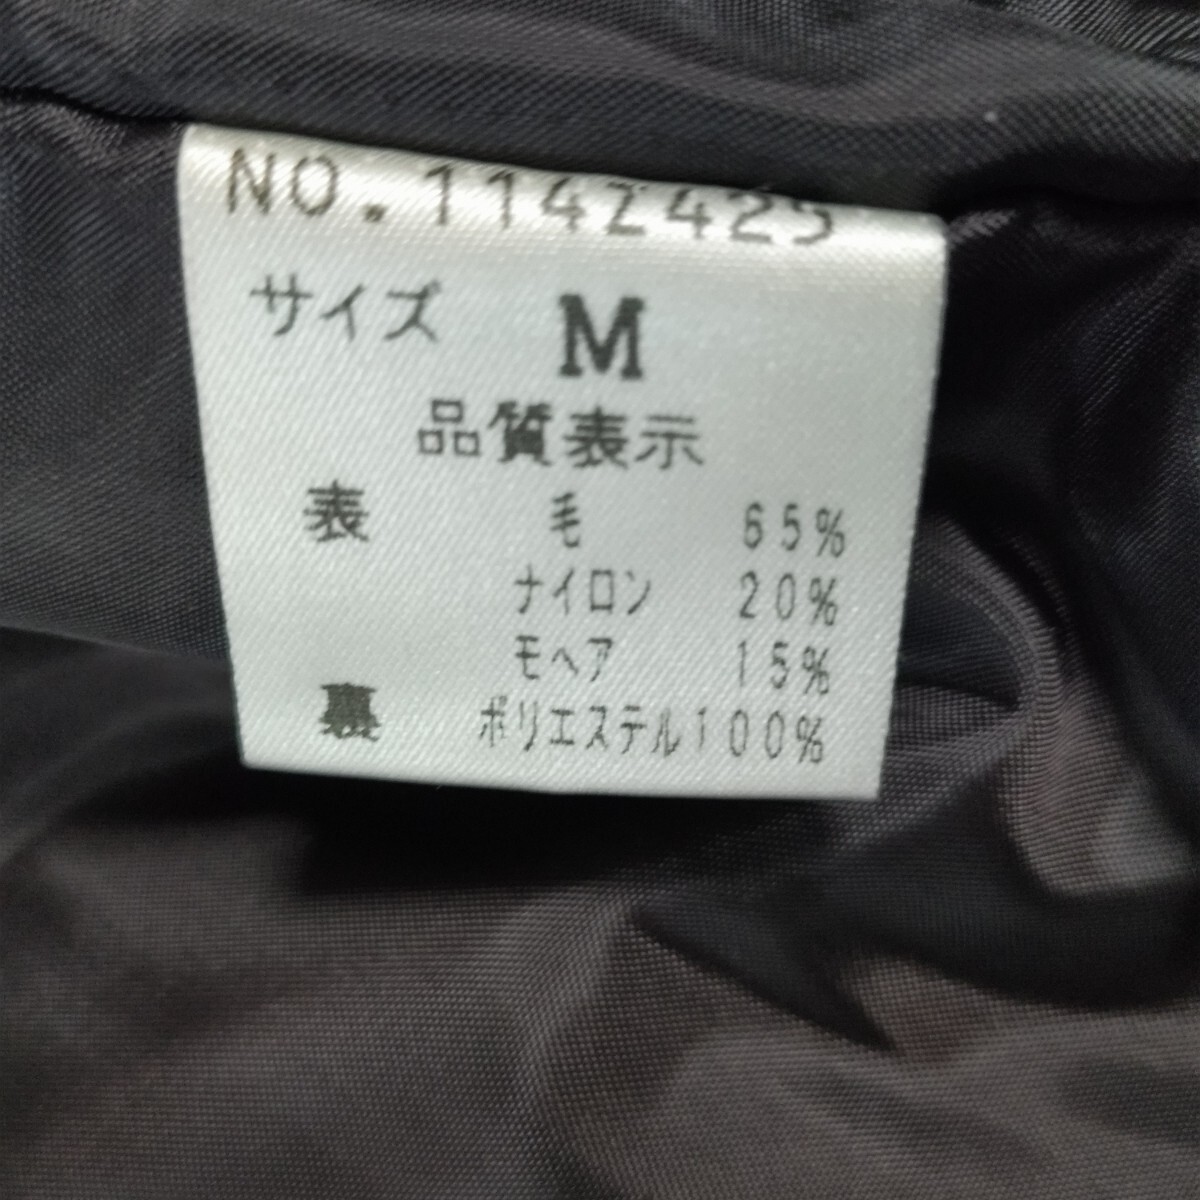 NO.1142425
サイズ M
品質表示
表 毛 65%
ナイロン 20%
モヘア 15%
裏 ポリエステル100%